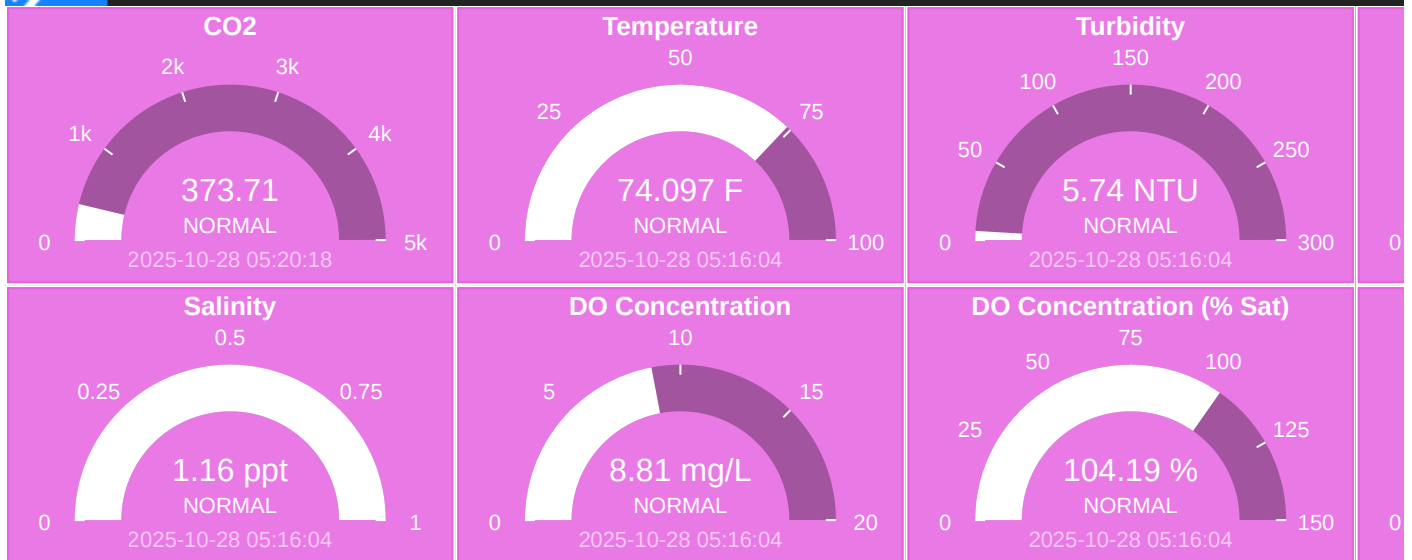 CO2
0
1k
2k
3k
4k
5k
373.71
NORMAL
2025-10-28 05:20:18
Temperature
0
25
50
75
100
74.097 F
NORMAL
2025-10-28 05:16:04
Turbidity
0
50
100
150
200
250
300
5.74 NTU
NORMAL
2025-10-28 05:16:04
0
Salinity
0
0.25
0.5
0.75
1
1.16 ppt
NORMAL
2025-10-28 05:16:04
DO Concentration
0
5
10
15
20
8.81 mg/L
NORMAL
2025-10-28 05:16:04
DO Concentration (% Sat)
0
25
50
75
100
125
150
104.19 %
NORMAL
2025-10-28 05:16:04
0